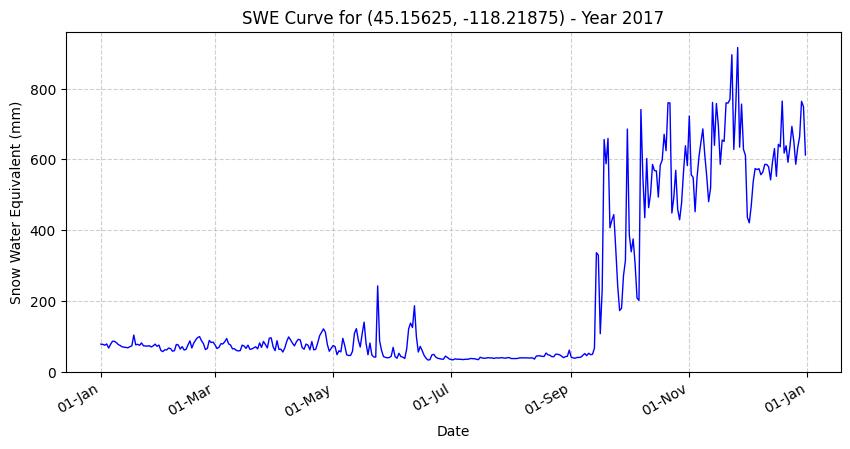 SWE Curve for (45.15625, -118.21875) - Year 2017
Snow Water Equivalent (mm)
800
600
400
200
0
01-Jan
01-Mar
01-May
01-Jul
01-Sep
01-Nov
01-Jan
Date